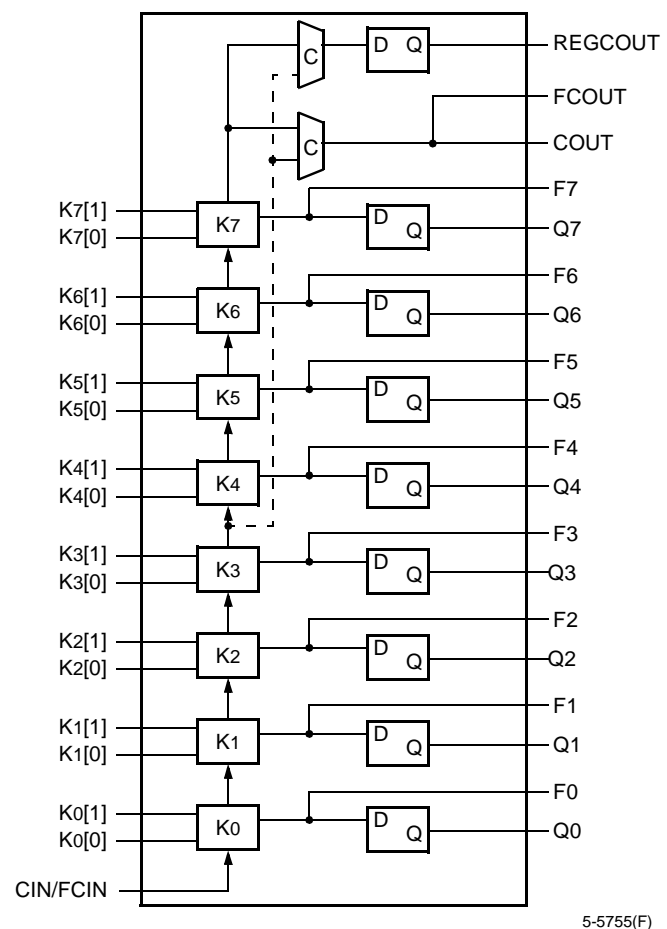 C
D Q
REGCOUT
FCOUT
C
COUT
F7
K7[1]
K7[0]
K7
D Q
Q7
F6
K6[1]
K6[0]
K6
D Q
Q6
F5
K5[1]
K5[0]
K5
D Q
Q5
F4
K4[1]
K4[0]
K4
D Q
Q4
F3
K3[1]
K3[0]
K3
D Q
Q3
F2
K2[1]
K2[0]
K2
D Q
Q2
F1
K1[1]
K1[0]
K1
D Q
Q1
F0
K0[1]
K0[0]
K0
D Q
Q0
CIN/FCIN
5-5755(F)